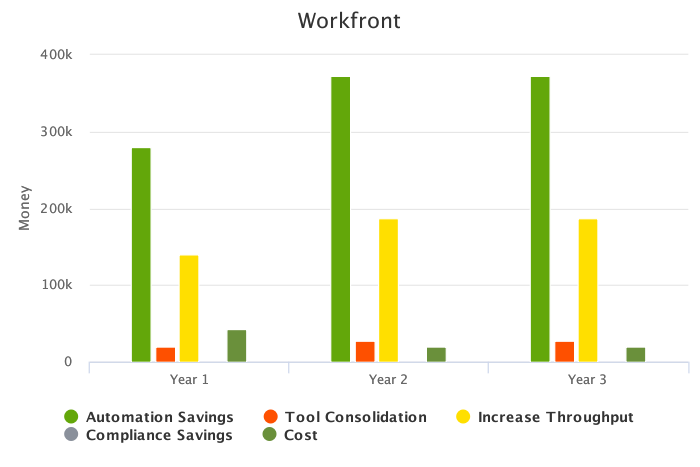 Workfront
400k
300k
200k
100k
0
Money
Year 1 Year 2 Year 3
Automation Savings Tool Consolidation Increase Throughput
Compliance Savings Cost